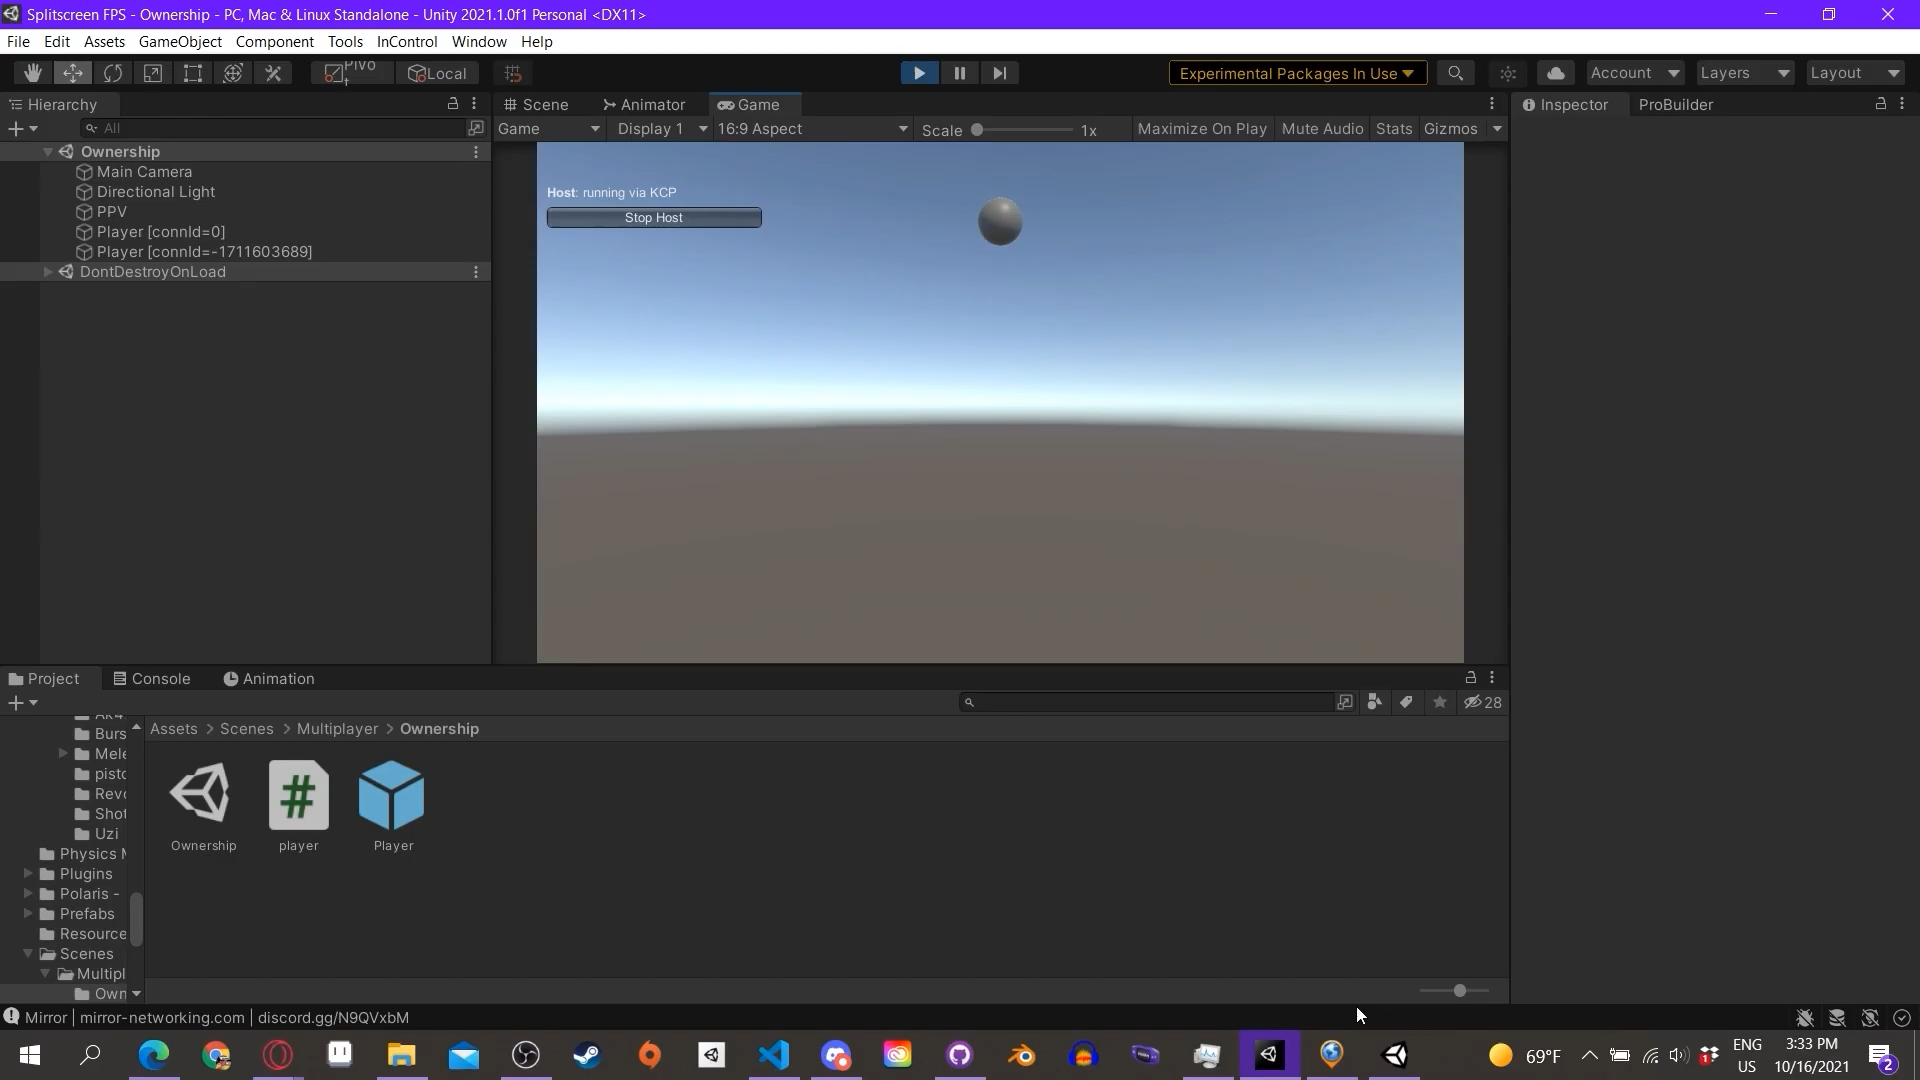 Splitscreen FPS - Ownership - PC, Mac & Linux Standalone - Unity 2021.1.0f1 Personal <DX11>
File Edit Assets GameObject Component Tools InControl Window Help
Local
Experimental Packages In Use
Account
Layers
Layout
Hierarchy
All
Ownership
Main Camera
Directional Light
PPV
Player [connId=0]
Player [connId=-1711603689]
DontDestroyOnLoad
Scene Animator Game
Game Display 1 16:9 Aspect Scale 1x Maximize On Play Mute Audio Stats Gizmos
Host: running via KCP
Stop Host
Inspector ProBuilder
Project Console Animation
28
Burs
Mele
pisto
Revo
Shot
Uzi
Physics M
Plugins
Polaris -
Prefabs
Resource
Scenes
Multipl
Own
Assets > Scenes > Multiplayer > Ownership
#
Ownership player Player
Mirror | mirror-networking.com | discord.gg/N9QVxbM
69°F
ENG
US
3:33 PM
10/16/2021
2